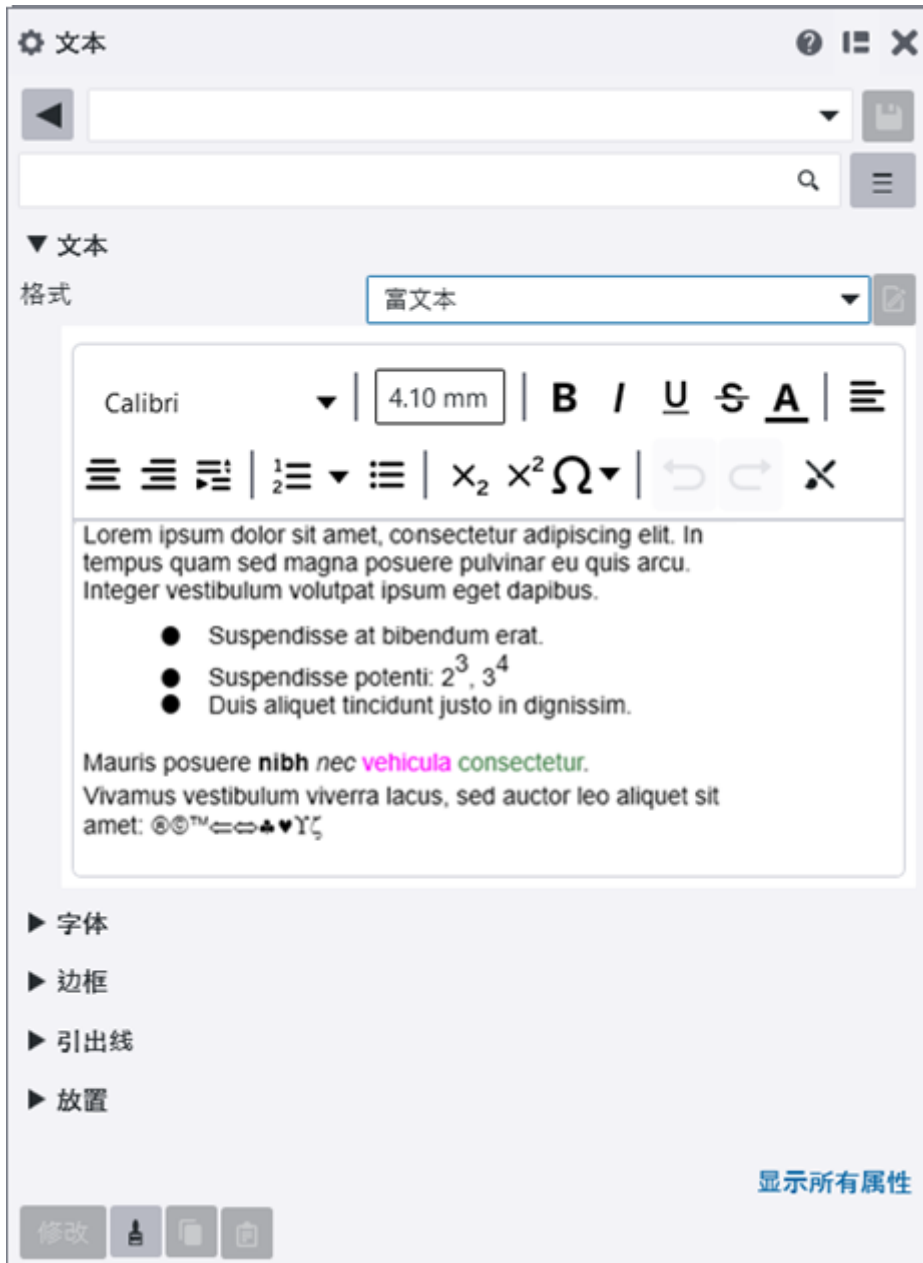 文本
文本
格式
富文本
Calibri
4.10 mm
B I U S A
1
2
X₂ X² Ω
Lorem ipsum dolor sit amet, consectetur adipiscing elit. In
tempus quam sed magna posuere pulvinar eu quis arcu.
Integer vestibulum volutpat ipsum eget dapibus.
● Suspendisse at bibendum erat.
● Suspendisse potenti: 2³, 3⁴
● Duis aliquet tincidunt justo in dignissim.
Mauris posuere nibh nec vehicula consectetur.
Vivamus vestibulum viverra lacus, sed auctor leo aliquet sit
amet: ®©™⇐⇔♣♥ϒζ
字体
边框
引出线
放置
显示所有属性
修改